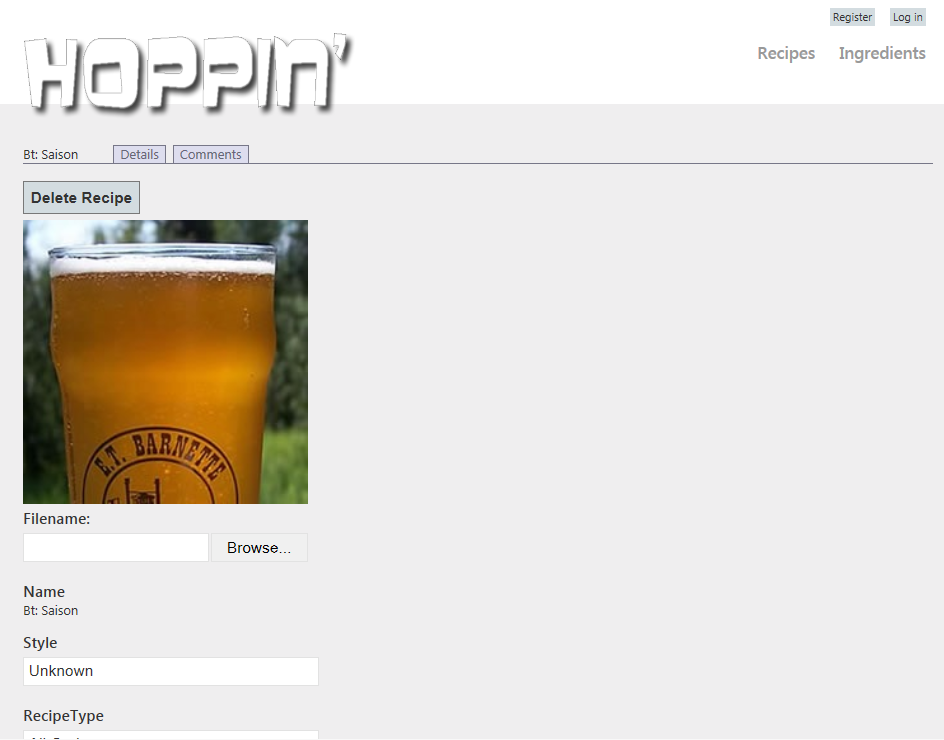 Register Log in
HOPPIN'
Recipes Ingredients
Bt: Saison Details Comments
Delete Recipe
E.T. BARNETTE
Filename:
Browse...
Name
Bt: Saison
Style
Unknown
RecipeType